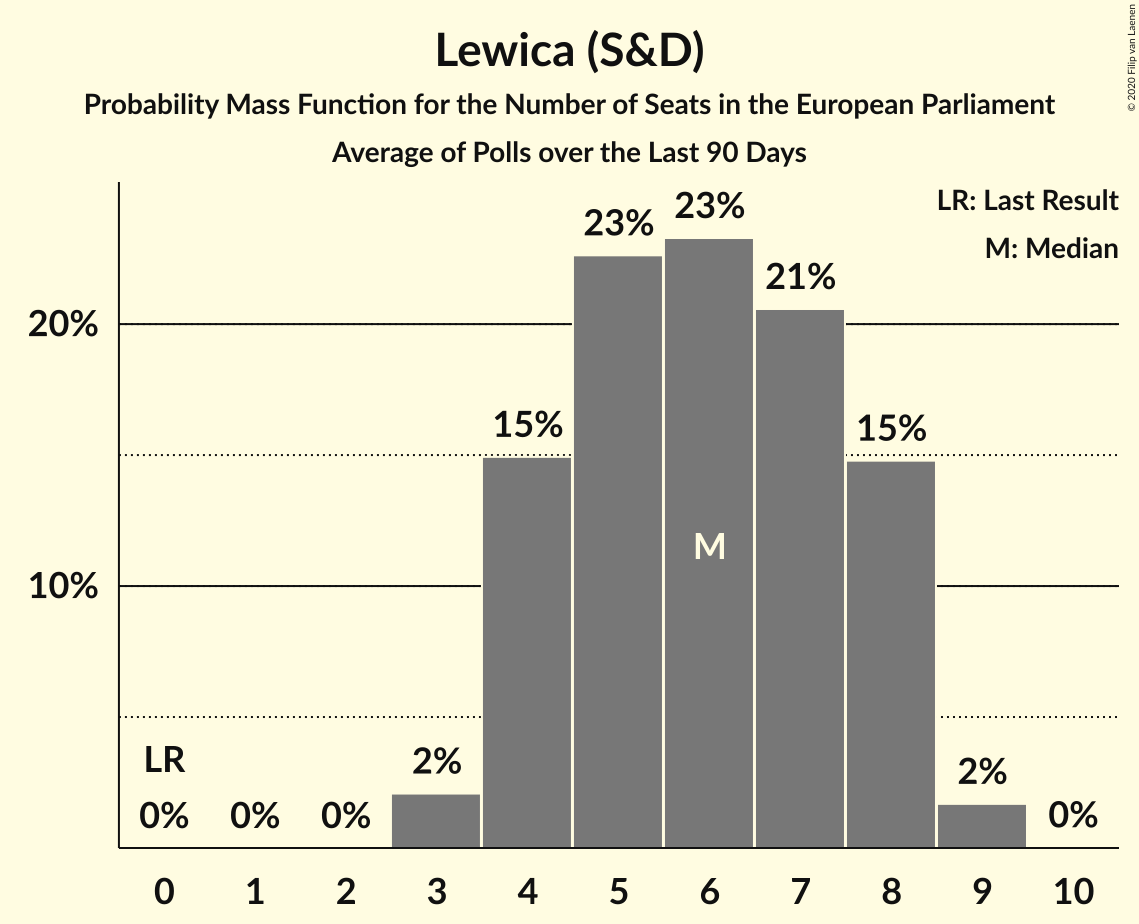 Lewica (S&D)
Probability Mass Function for the Number of Seats in the European Parliament
Average of Polls over the Last 90 Days
© 2020 Filip van Laenen
LR: Last Result
M: Median
23%
23%
21%
20%
15%
15%
M
10%
LR
2%
2%
0%
0%
0%
0%
0 1 2 3 4 5 6 7 8 9 10